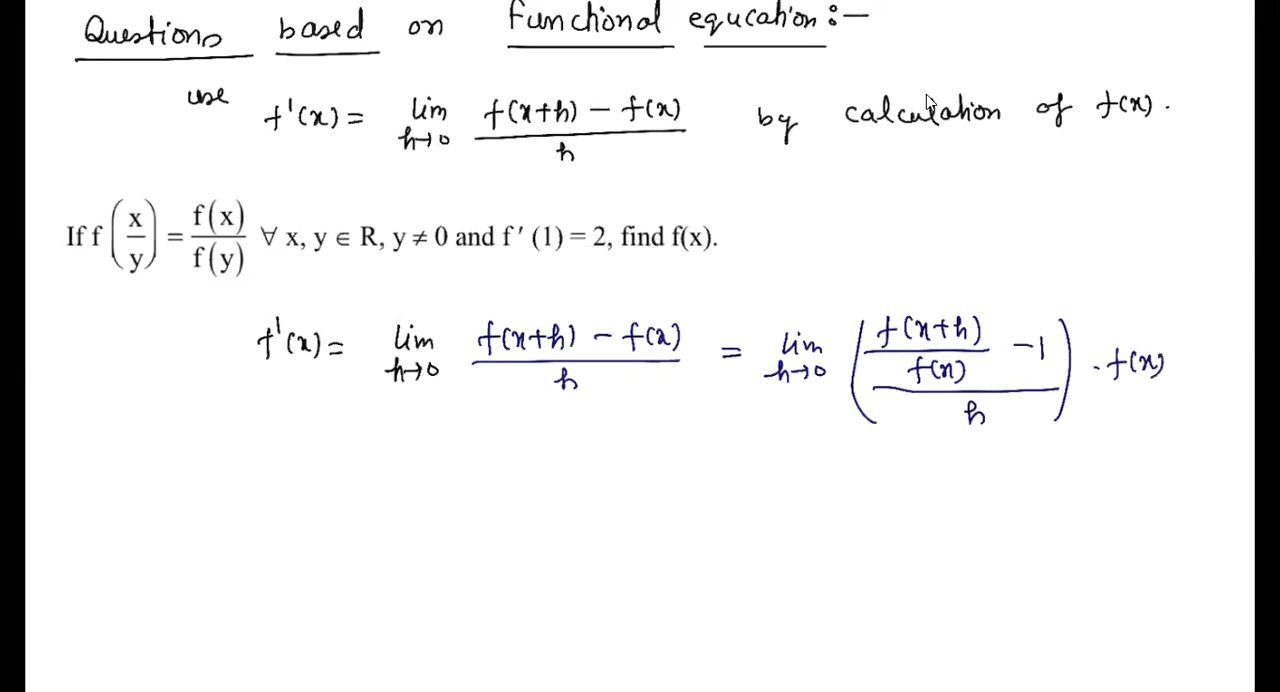 Questions based on functional equcation :—
use f'(x) = lim h→0 f(x+h) − f(x) / h by calculation of f(x).
If f(x/y) = f(x)/f(y) ∀ x, y ∈ R, y ≠ 0 and f′ (1) = 2, find f(x).
f'(x) = lim h→0 f(x+h) − f(x) / h = lim h→0 ( ( f(x+h) / f(x) − 1 ) / h ) . f(x)